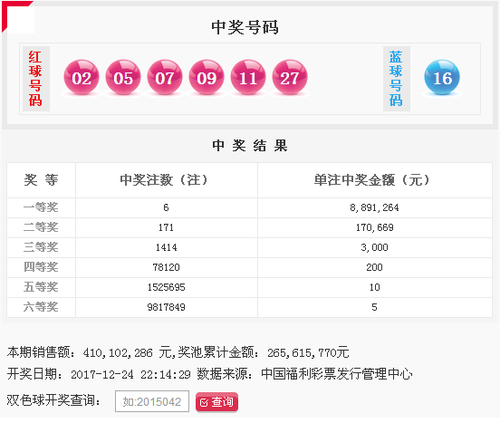 中奖号码
红球号码 02 05 07 09 11 27 蓝球号码 16
中 奖 结 果
奖 等 中奖注数（注） 单注中奖金额（元）
一等奖 6 8,891,264
二等奖 171 170,669
三等奖 1414 3,000
四等奖 78120 200
五等奖 1525695 10
六等奖 9817849 5
本期销售额：410,102,286 元,奖池累计金额：265,615,770元
开奖日期：2017-12-24 22:14:29 数据来源：中国福利彩票发行管理中心
双色球开奖查询： 如:2015042 查询